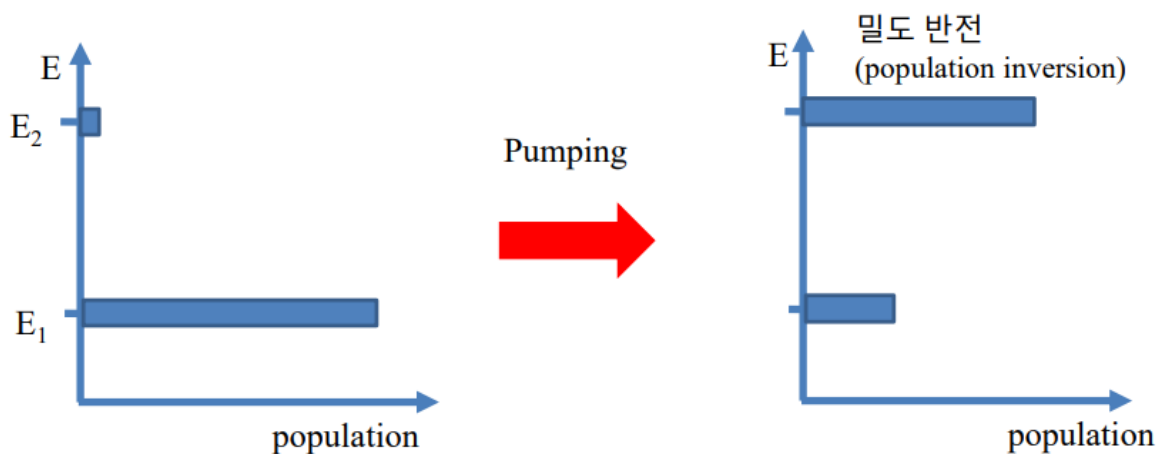 E
E₂
E₁
population
Pumping
밀도 반전
(population inversion)
E
population